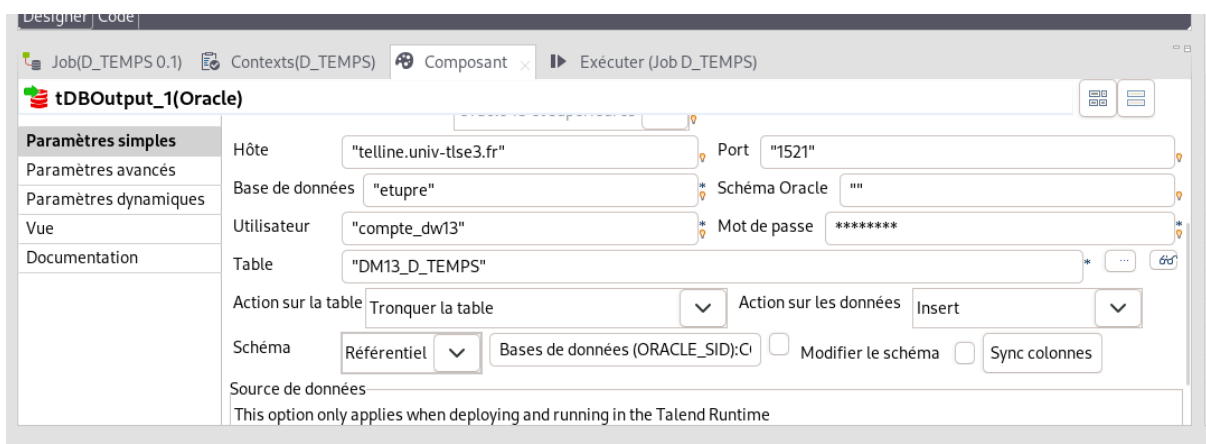 Designer Code
Job(D_TEMPS 0.1) Contexts(D_TEMPS) Composant Exécuter (Job D_TEMPS)
tDBOutput_1(Oracle)
Paramètres simples
Paramètres avancés
Paramètres dynamiques
Vue
Documentation
Hôte "telline.univ-tlse3.fr" Port "1521"
Base de données "etupre" * Schéma Oracle ""
Utilisateur "compte_dw13" * Mot de passe ******** *
Table "DM13_D_TEMPS" * ...
Action sur la table Tronquer la table Action sur les données Insert
Schéma Référentiel Bases de données (ORACLE_SID):C Modifier le schéma Sync colonnes
Source de données
This option only applies when deploying and running in the Talend Runtime